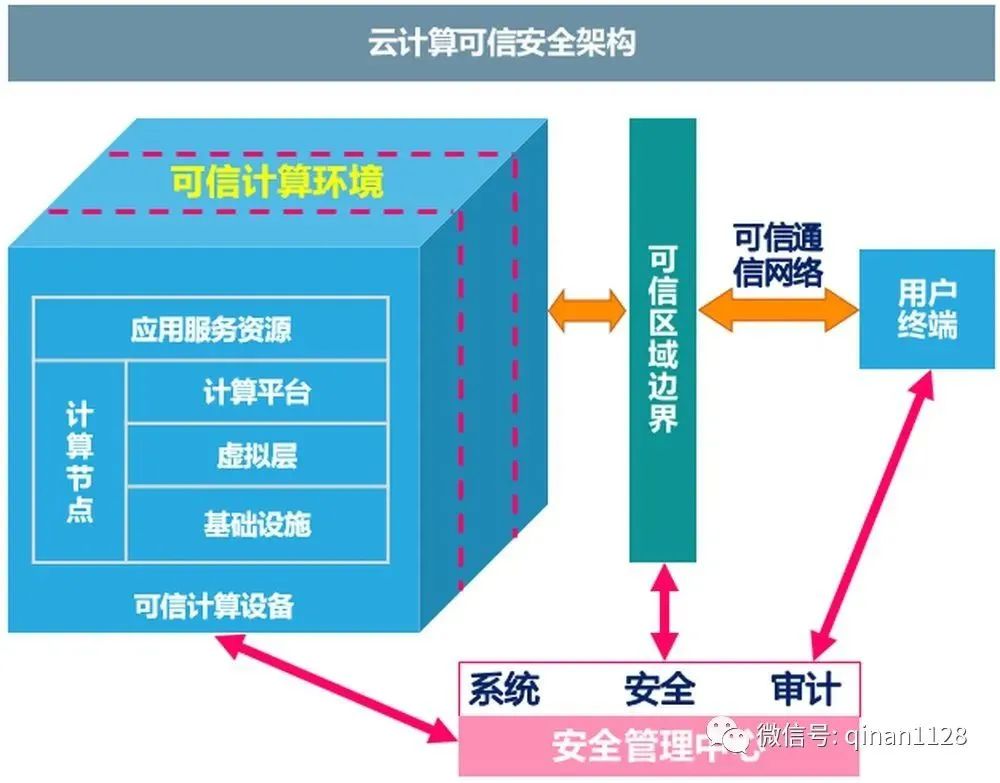 云计算可信安全架构
可信计算环境
应用服务资源
计算节点
计算平台
虚拟层
基础设施
可信计算设备
可信区域边界
可信通
信网络
用户
终端
系统 安全 审计
安全管理中心
微信号: qinan1128